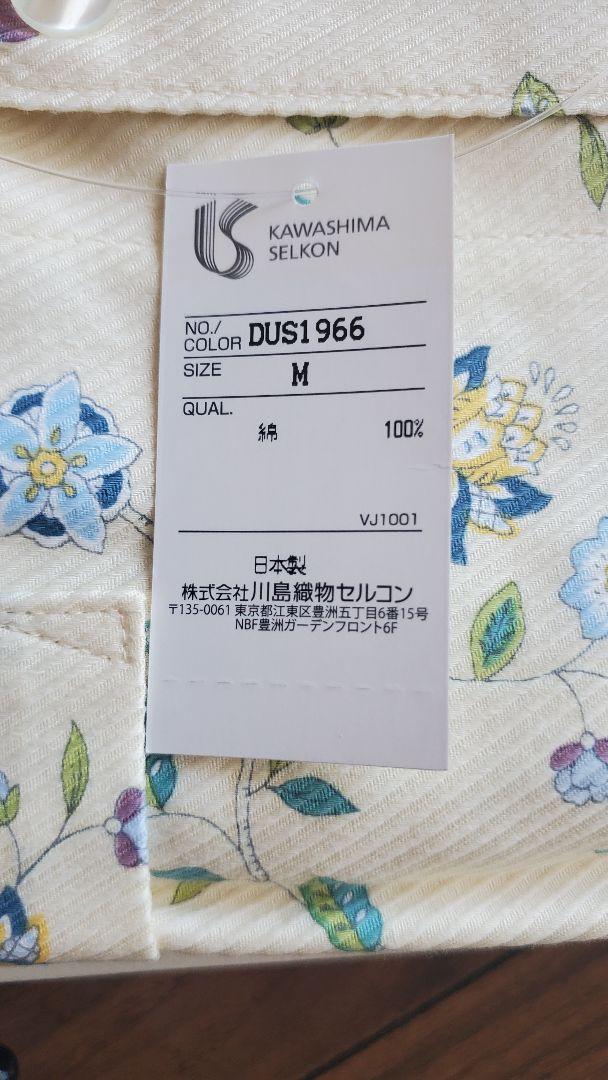 KAWASHIMA
SELKON
NO./
COLOR DUS1966
SIZE M
QUAL.
綿 100%
VJ1001
日本製
株式会社川島織物セルコン
〒135-0061 東京都江東区豊洲五丁目6番15号
NBF豊洲ガーデンフロント6F